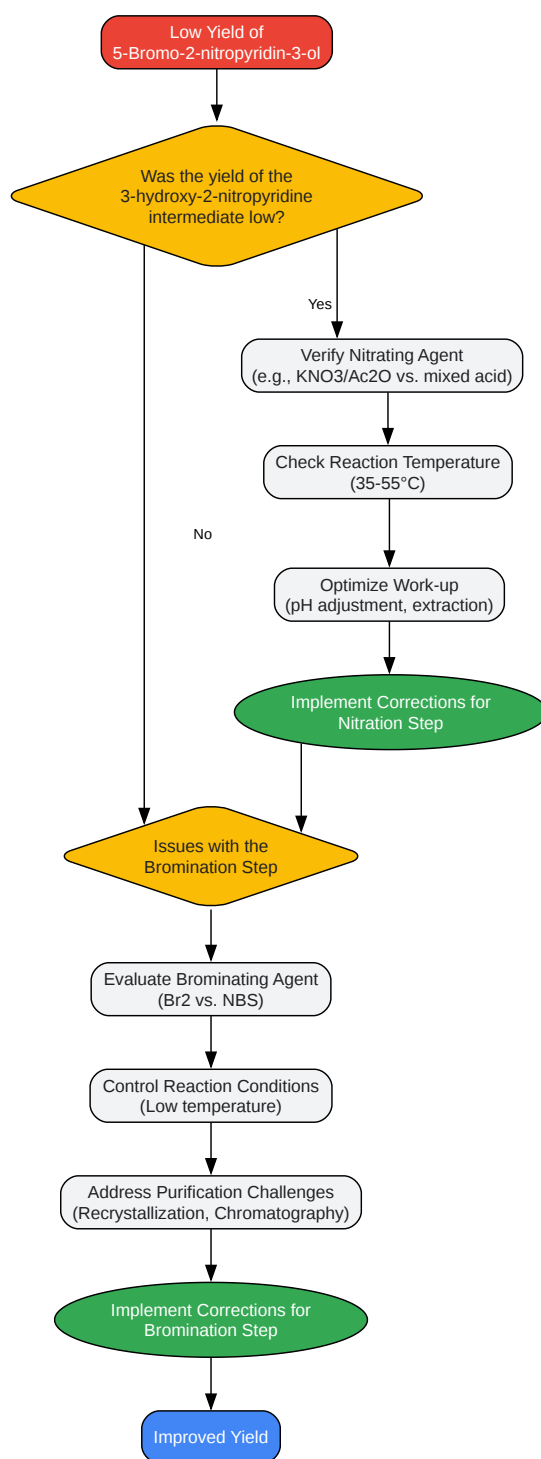 Low Yield of
5-Bromo-2-nitropyridin-3-ol
Was the yield of the
3-hydroxy-2-nitropyridine
intermediate low?
Yes
Verify Nitrating Agent
(e.g., KNO3/Ac2O vs. mixed acid)
Check Reaction Temperature
(35-55°C)
No
Optimize Work-up
(pH adjustment, extraction)
Implement Corrections for
Nitration Step
Issues with the
Bromination Step
Evaluate Brominating Agent
(Br2 vs. NBS)
Control Reaction Conditions
(Low temperature)
Address Purification Challenges
(Recrystallization, Chromatography)
Implement Corrections for
Bromination Step
Improved Yield